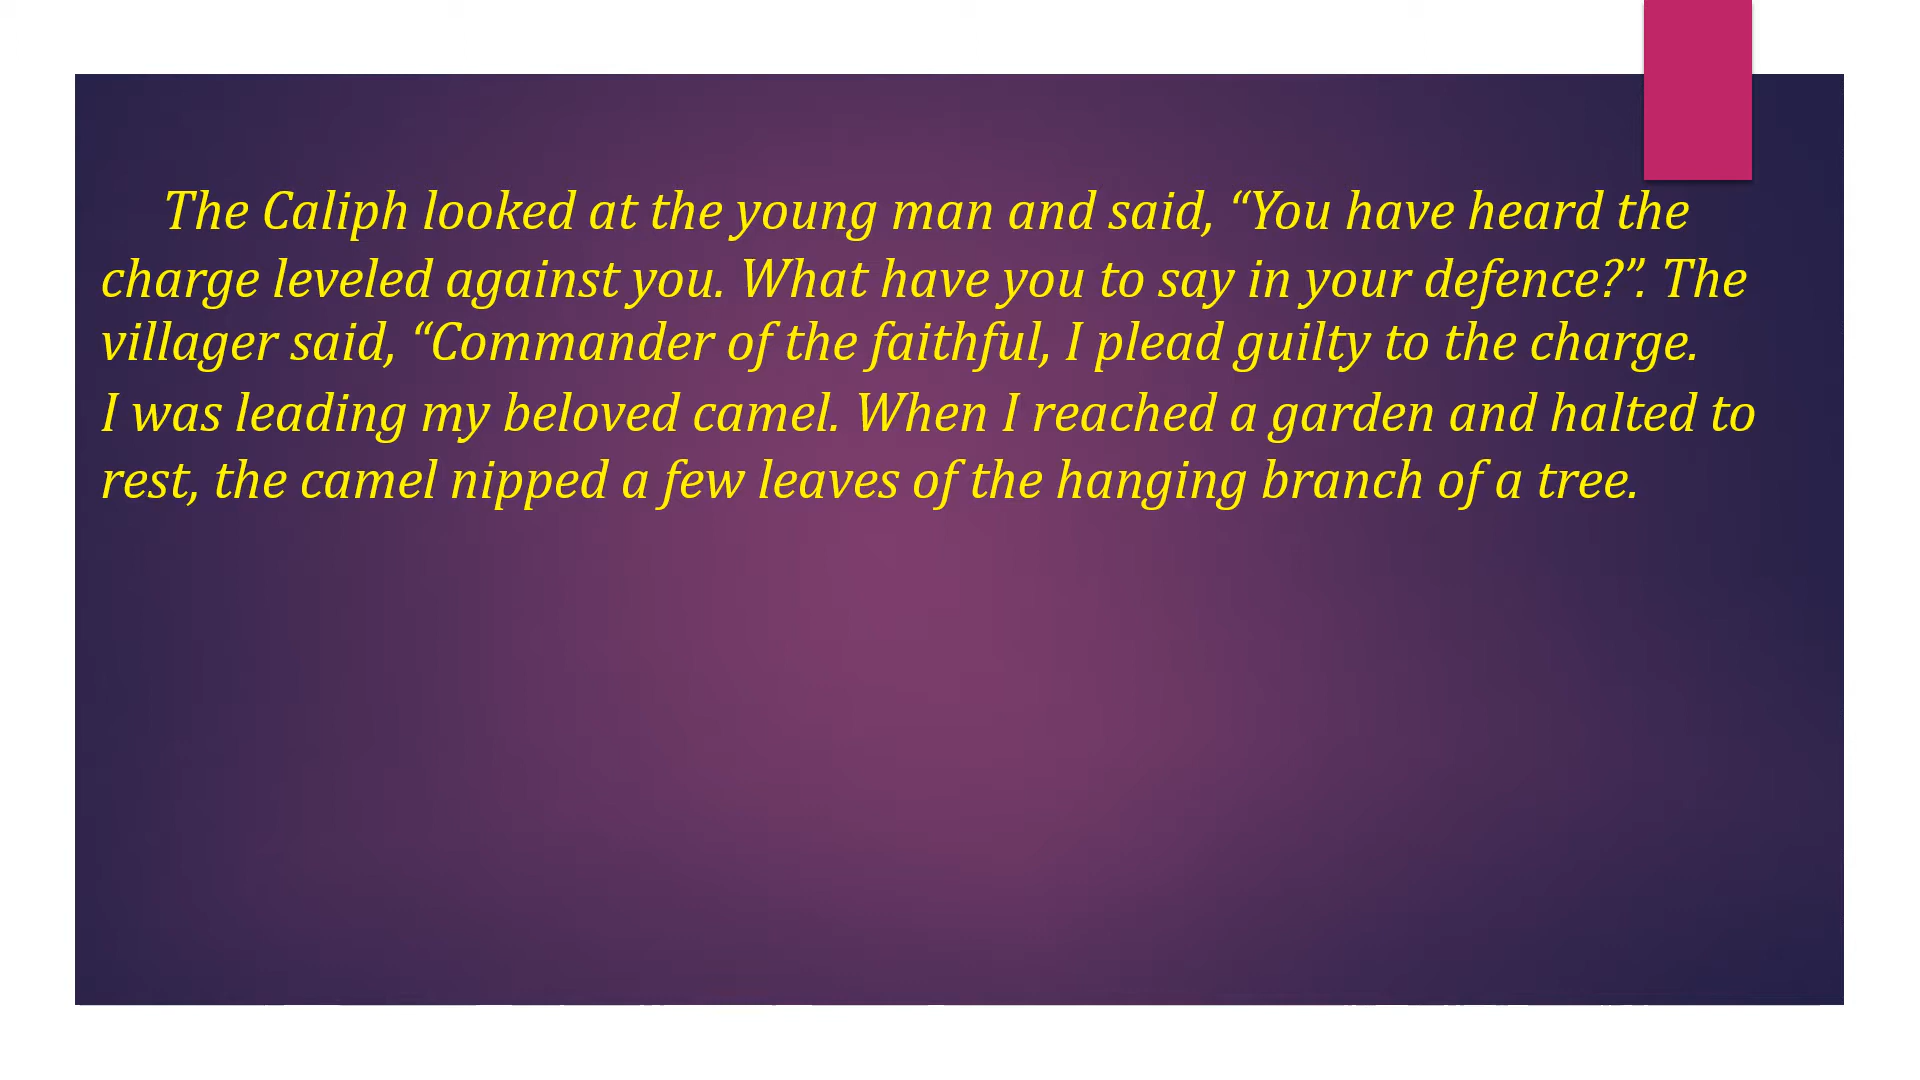 The Caliph looked at the young man and said, “You have heard the
charge leveled against you. What have you to say in your defence?”. The
villager said, “Commander of the faithful, I plead guilty to the charge.
I was leading my beloved camel. When I reached a garden and halted to
rest, the camel nipped a few leaves of the hanging branch of a tree.